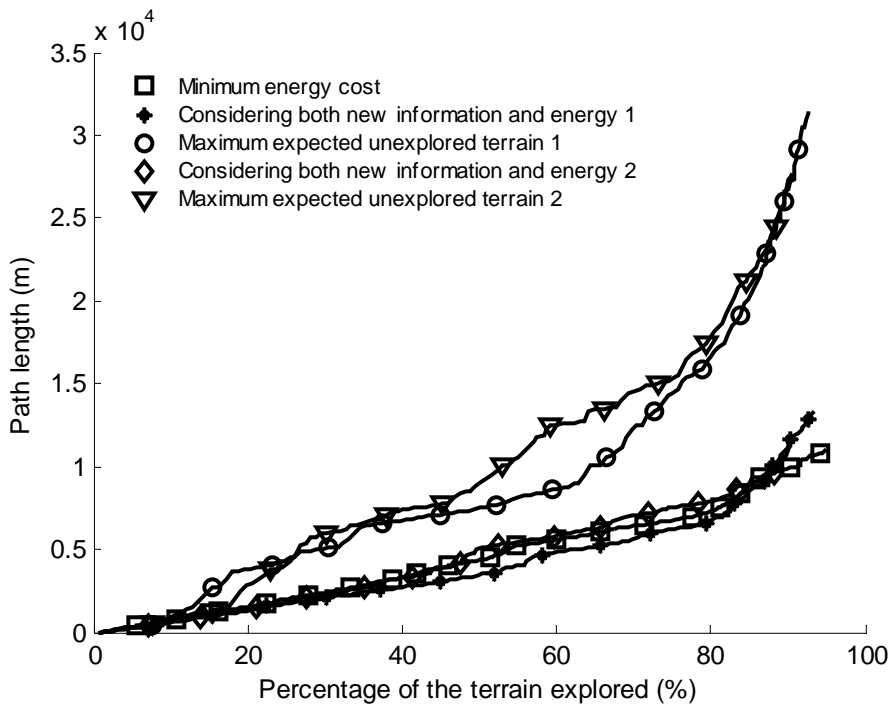 x 10^4
3.5
3
2.5
2
1.5
1
0.5
0
Path length (m)
Minimum energy cost
Considering both new information and energy 1
Maximum expected unexplored terrain 1
Considering both new information and energy 2
Maximum expected unexplored terrain 2
0 20 40 60 80 100
Percentage of the terrain explored (%)